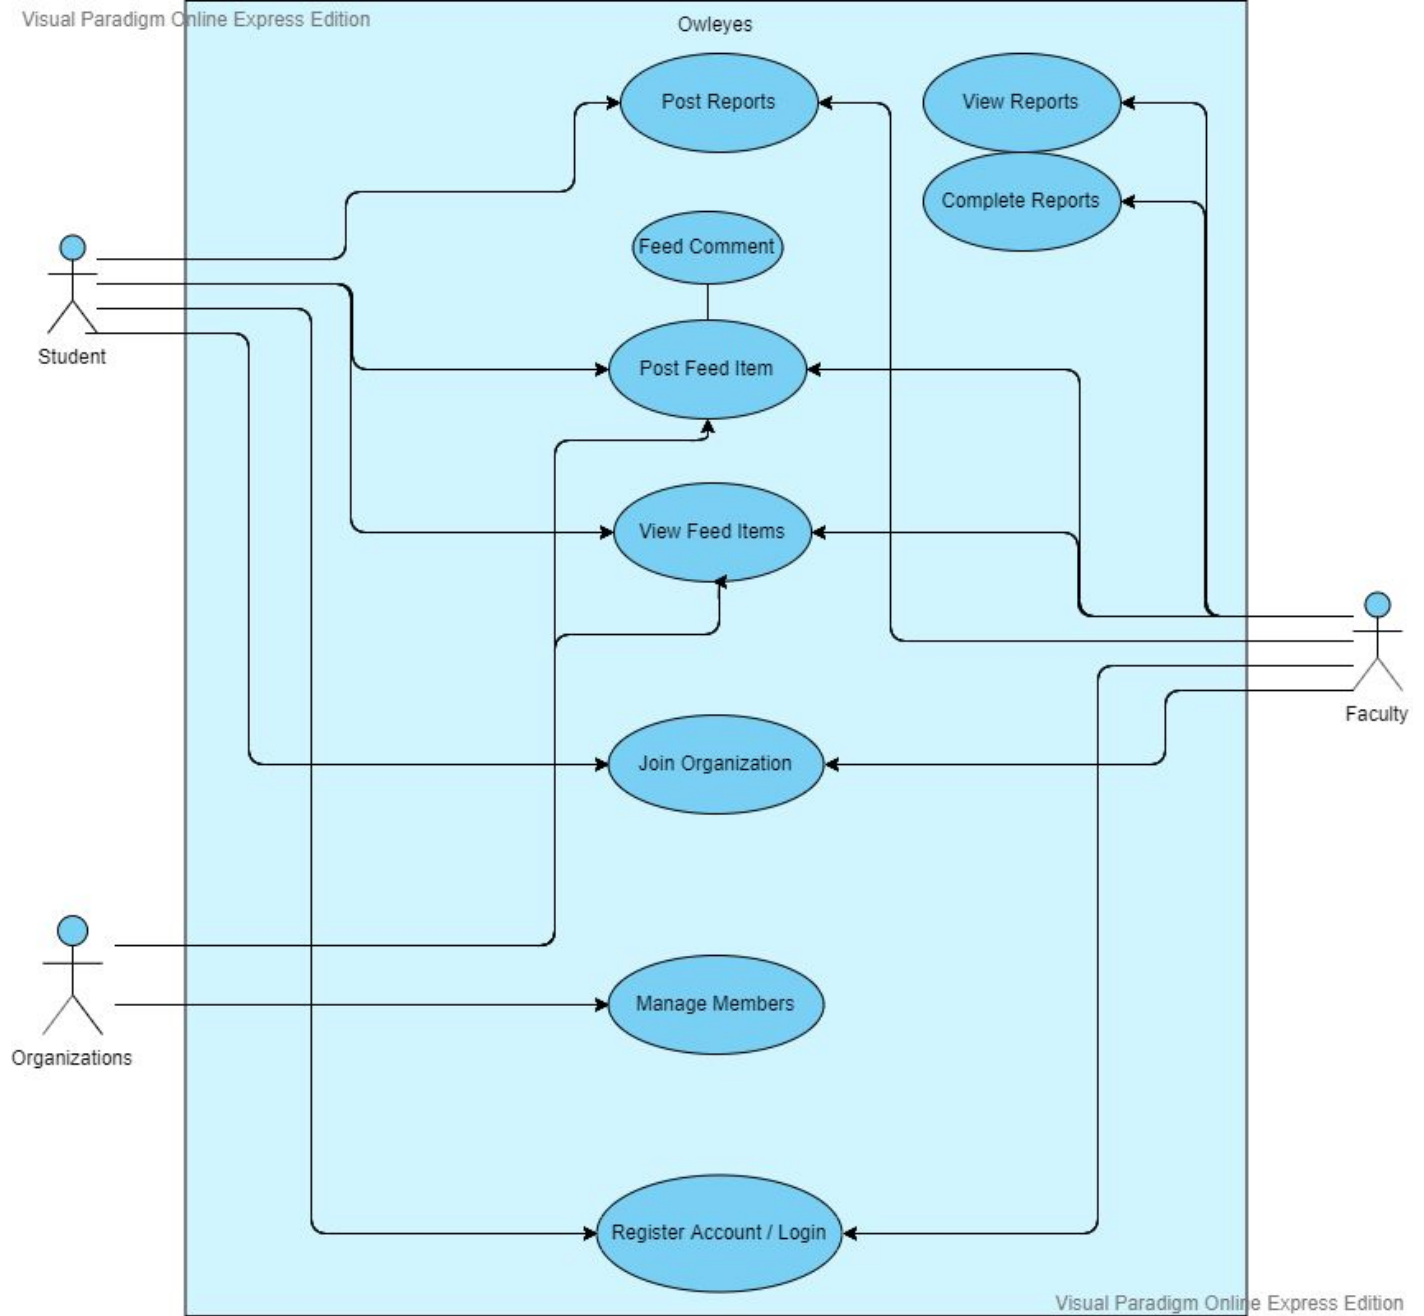 Visual Paradigm Online Express Edition
Owleyes
Post Reports
View Reports
Complete Reports
Feed Comment
Student
Post Feed Item
View Feed Items
Faculty
Join Organization
Manage Members
Organizations
Register Account / Login
Visual Paradigm Online Express Edition